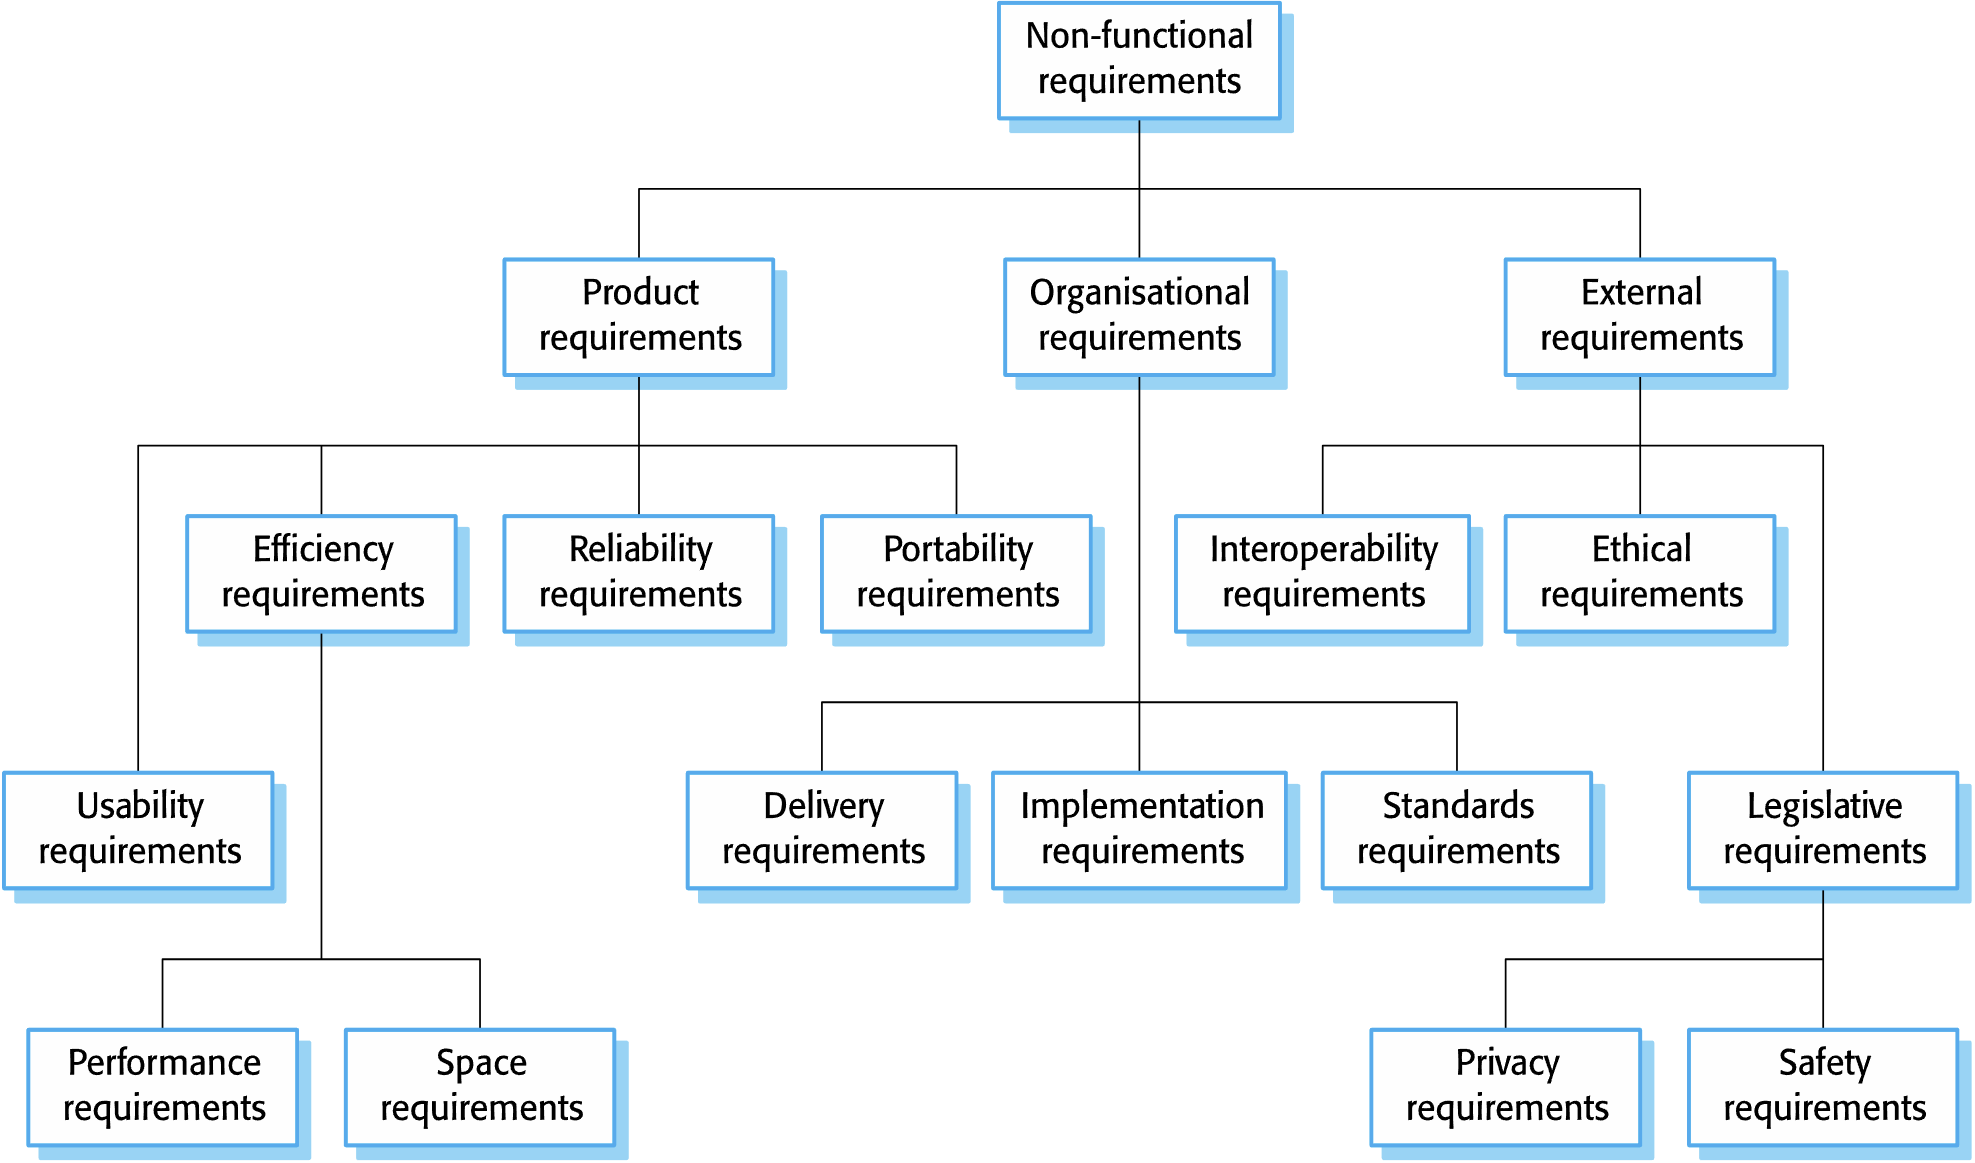 Non-functional
requirements
Product
requirements
Organisational
requirements
External
requirements
Efficiency
requirements
Reliability
requirements
Portability
requirements
Interoperability
requirements
Ethical
requirements
Usability
requirements
Delivery
requirements
Implementation
requirements
Standards
requirements
Legislative
requirements
Performance
requirements
Space
requirements
Privacy
requirements
Safety
requirements